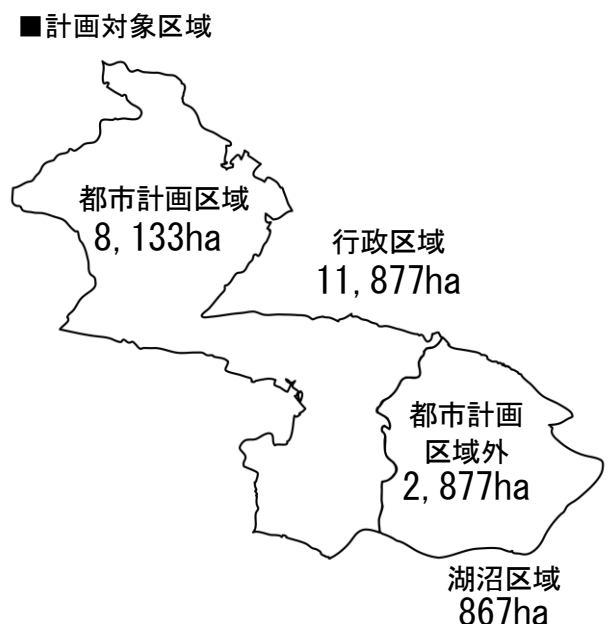 ■計画対象区域
都市計画区域
8,133ha
行政区域
11,877ha
都市計画
区域外
2,877ha
湖沼区域
867ha